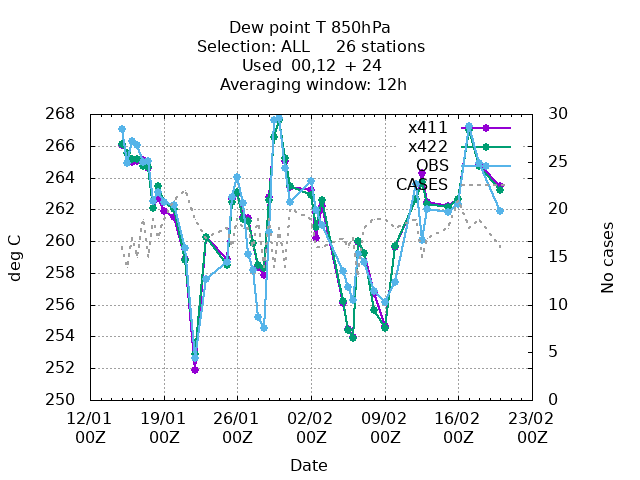 Dew point T 850hPa
Selection: ALL     26 stations
Used  00,12  + 24
Averaging window: 12h
268
266
264
262
260
258
256
254
252
250
deg C
30
25
20
15
10
5
0
No cases
x411
x422
OBS
CASES
12/01 19/01 26/01 02/02 09/02 16/02 23/02
00Z 00Z 00Z 00Z 00Z 00Z 00Z
Date